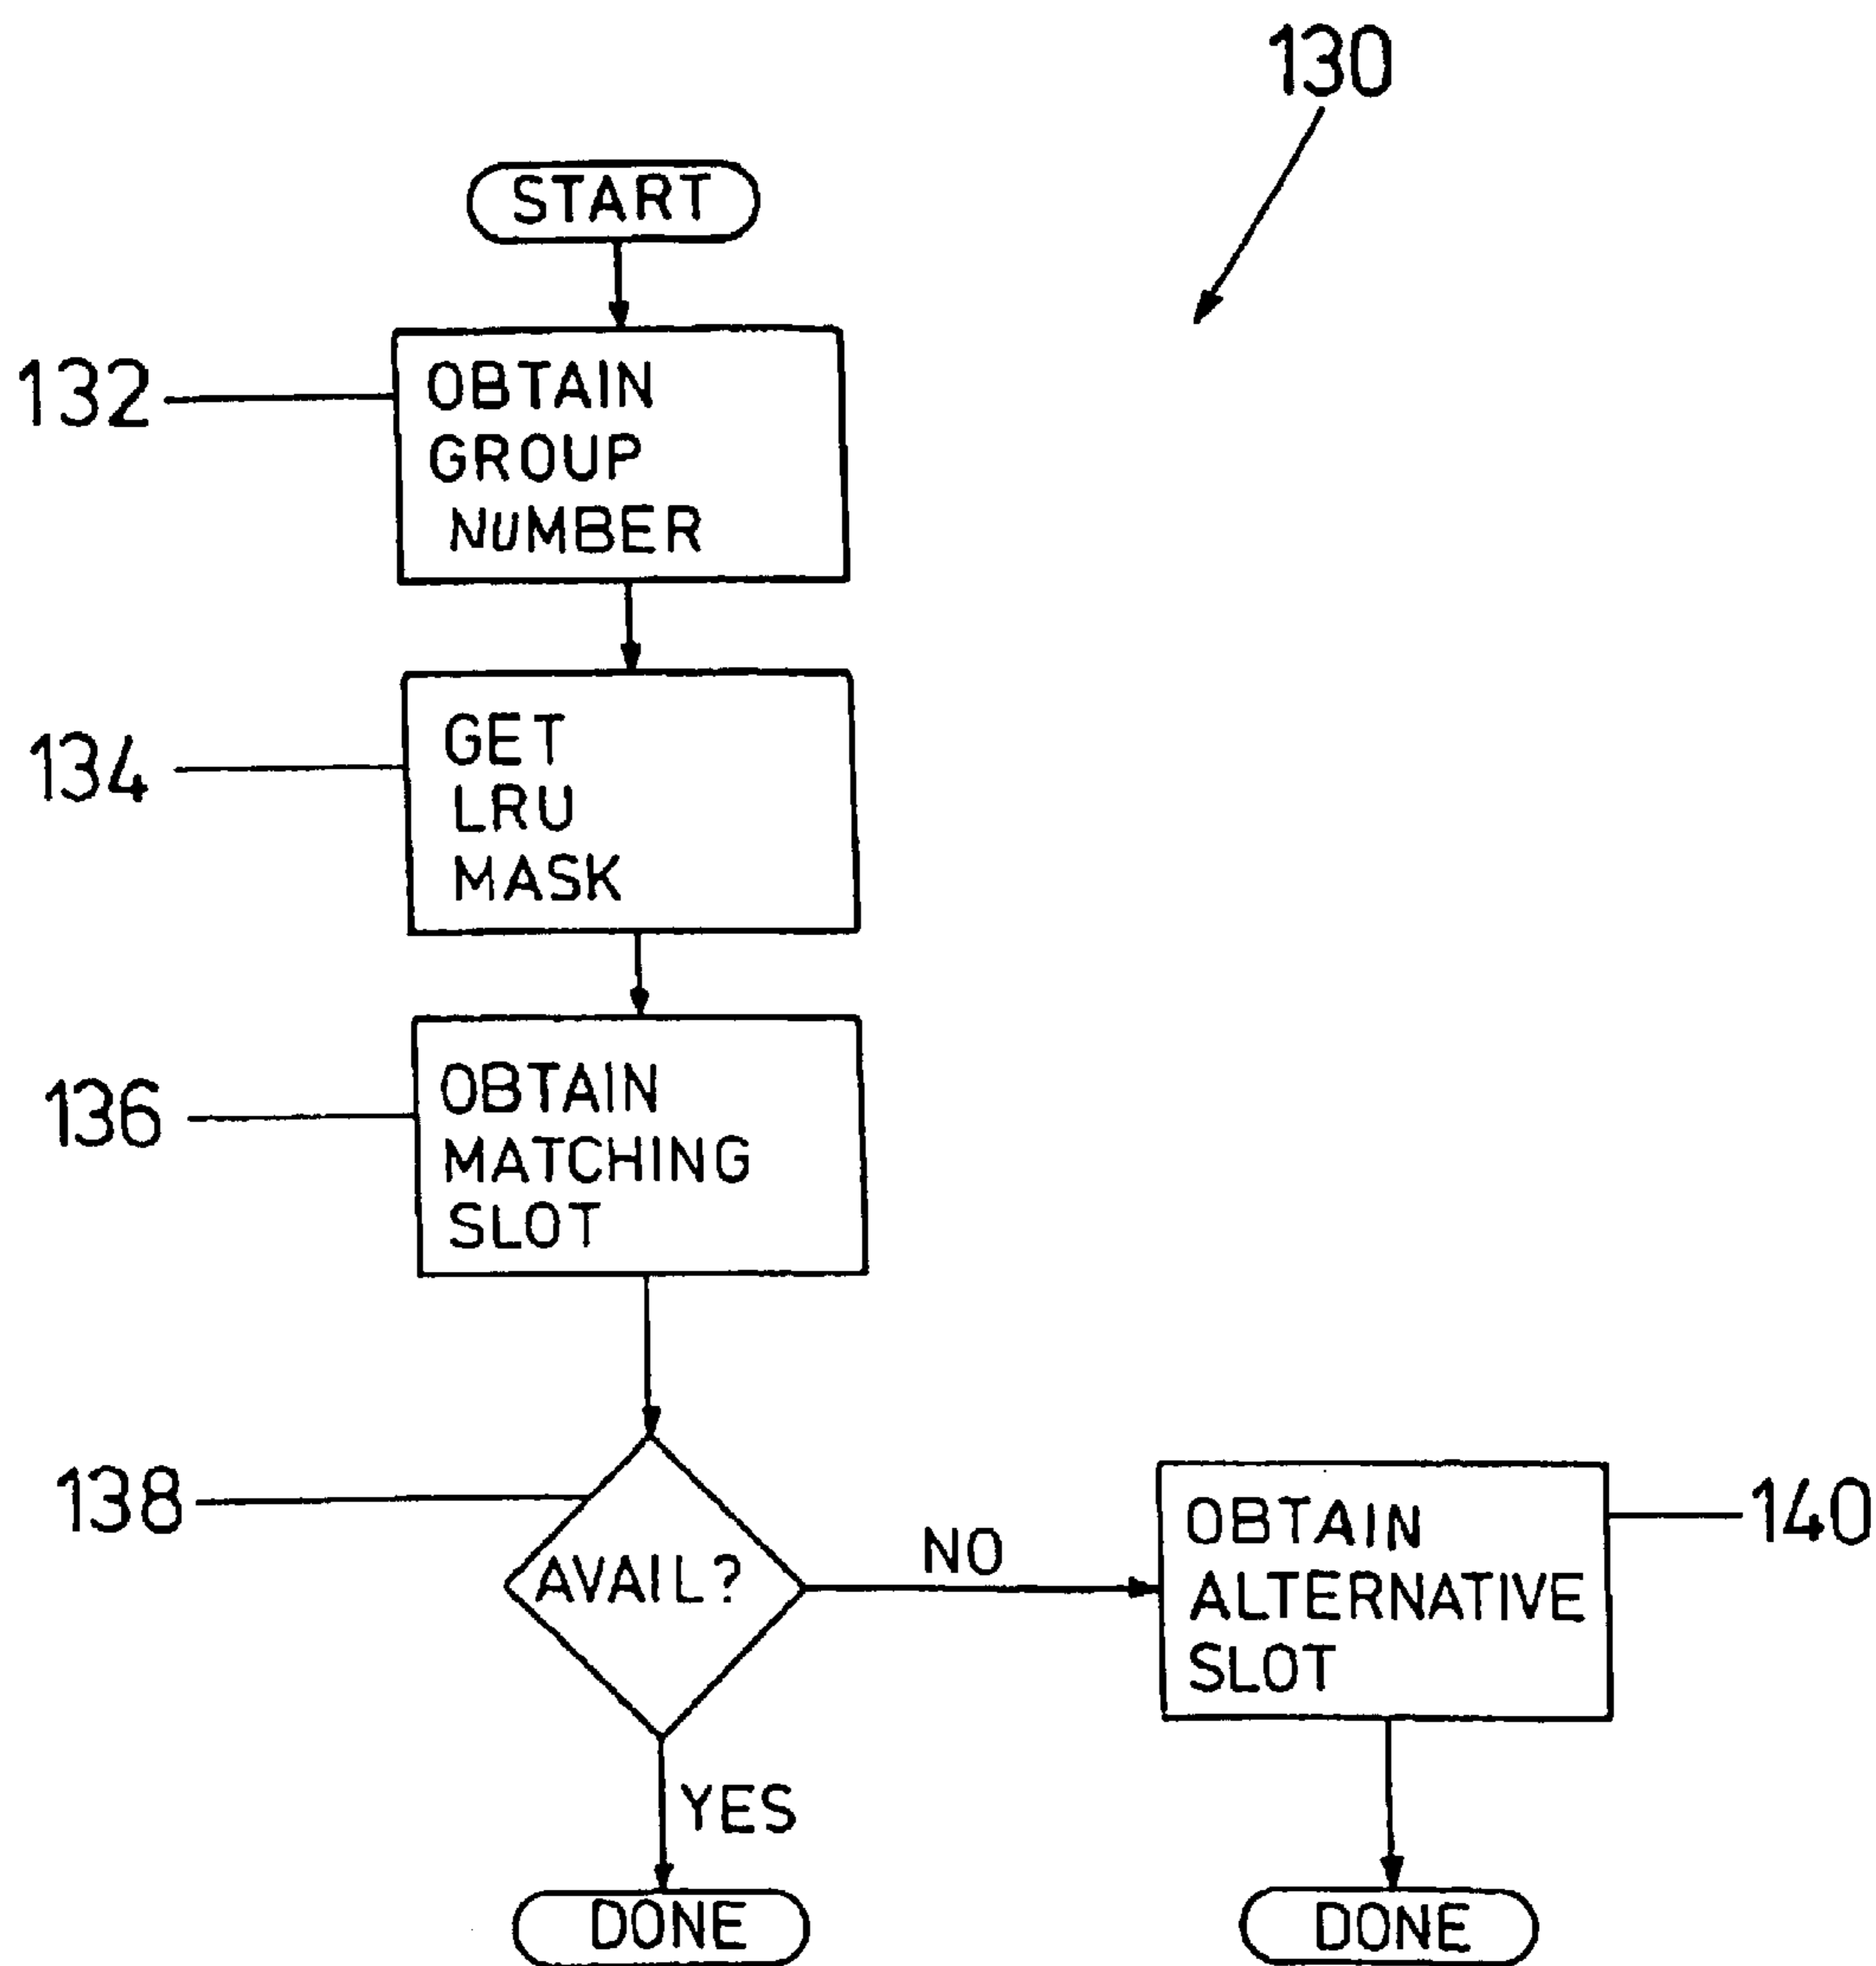 130
START
132
OBTAIN
GROUP
NUMBER
134
GET
LRU
MASK
136
OBTAIN
MATCHING
SLOT
138
AVAIL?
NO
OBTAIN
ALTERNATIVE
SLOT
140
YES
DONE
DONE